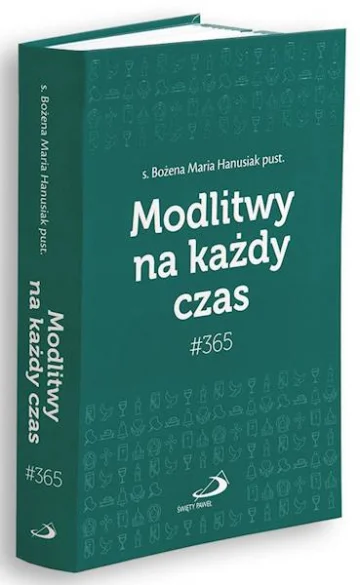 s. Bożena Maria Hanusiak pust.
Modlitwy
na każdy
czas
#365
ŚWIĘTY PAWEŁ
s. Bożena Maria Hanusiak pust.
Modlitwy
na każdy czas
#365